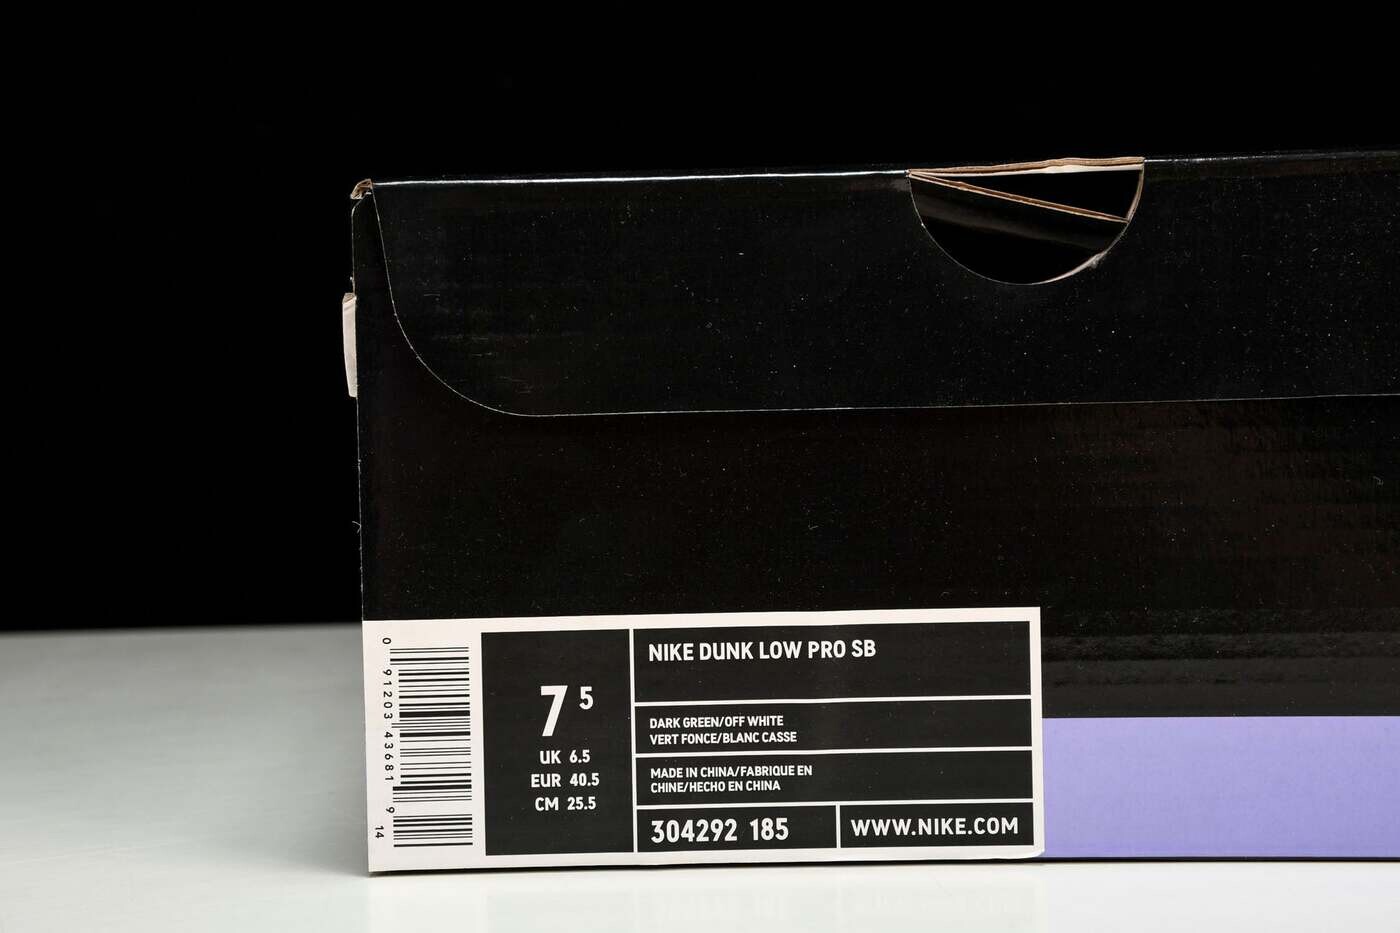 0 91203 43681 9 14
7 5
UK 6.5
EUR 40.5
CM 25.5
NIKE DUNK LOW PRO SB
DARK GREEN/OFF WHITE
VERT FONCE/BLANC CASSE
MADE IN CHINA/FABRIQUE EN
CHINE/HECHO EN CHINA
304292 185
WWW.NIKE.COM